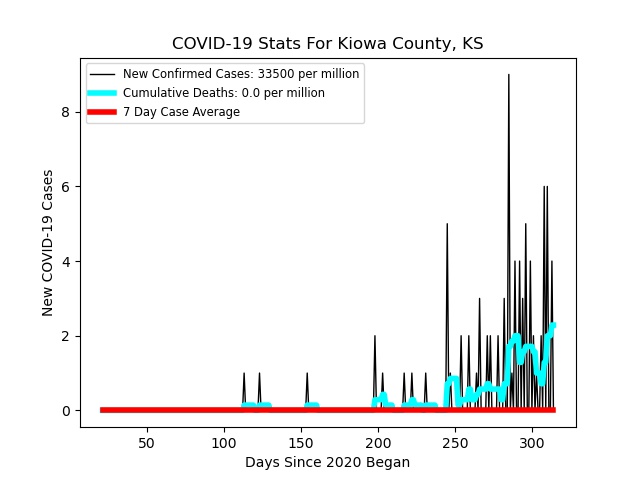 COVID-19 Stats For Kiowa County, KS
New Confirmed Cases: 33500 per million
Cumulative Deaths: 0.0 per million
7 Day Case Average
New COVID-19 Cases
8
6
4
2
0
50 100 150 200 250 300
Days Since 2020 Began